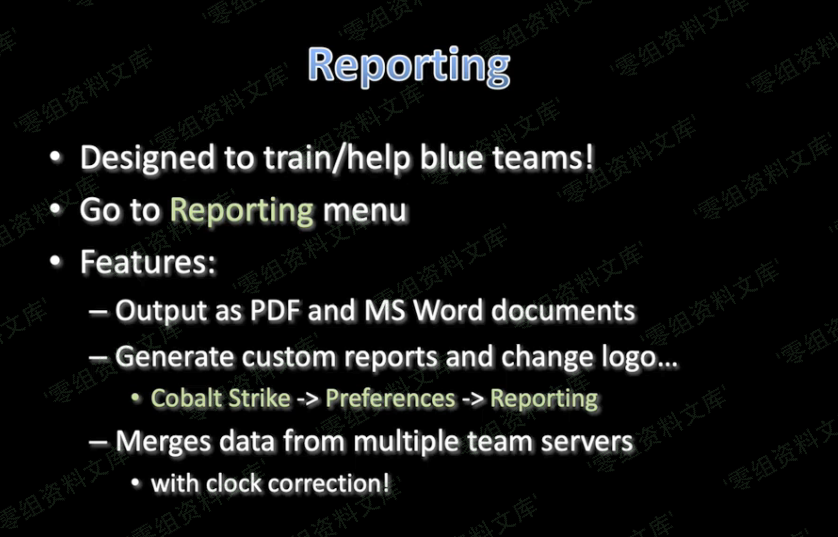 Reporting
• Designed to train/help blue teams!
• Go to Reporting menu
• Features:
– Output as PDF and MS Word documents
– Generate custom reports and change logo…
• Cobalt Strike -> Preferences -> Reporting
– Merges data from multiple team servers
• with clock correction!
'零组资料文库'